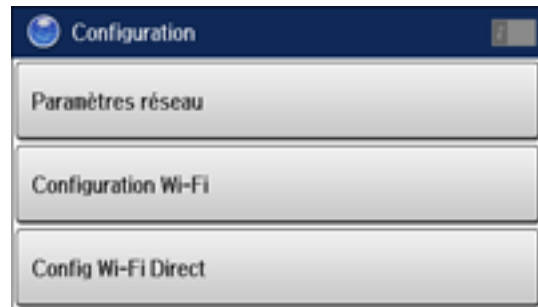 Configuration
Paramètres réseau
Configuration Wi-Fi
Config Wi-Fi Direct